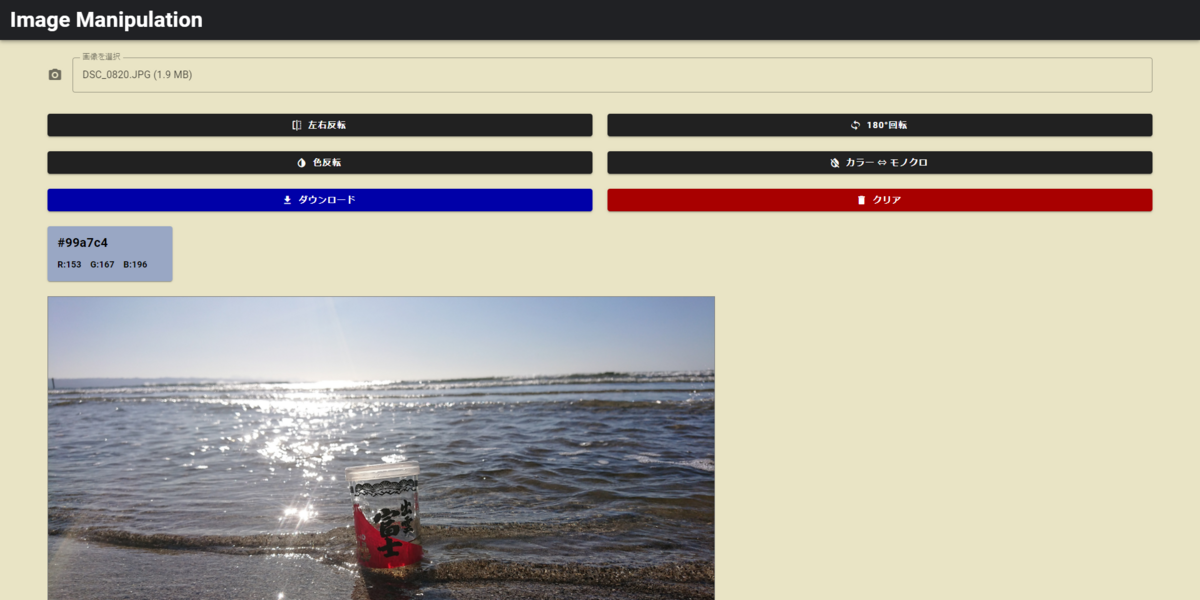 Image Manipulation
画像を選択
DSC_0820.JPG (1.9 MB)
左右反転
180°回転
色反転
カラー ⇔ モノクロ
ダウンロード
クリア
#99a7c4
R:153 G:167 B:196
出雲
富士